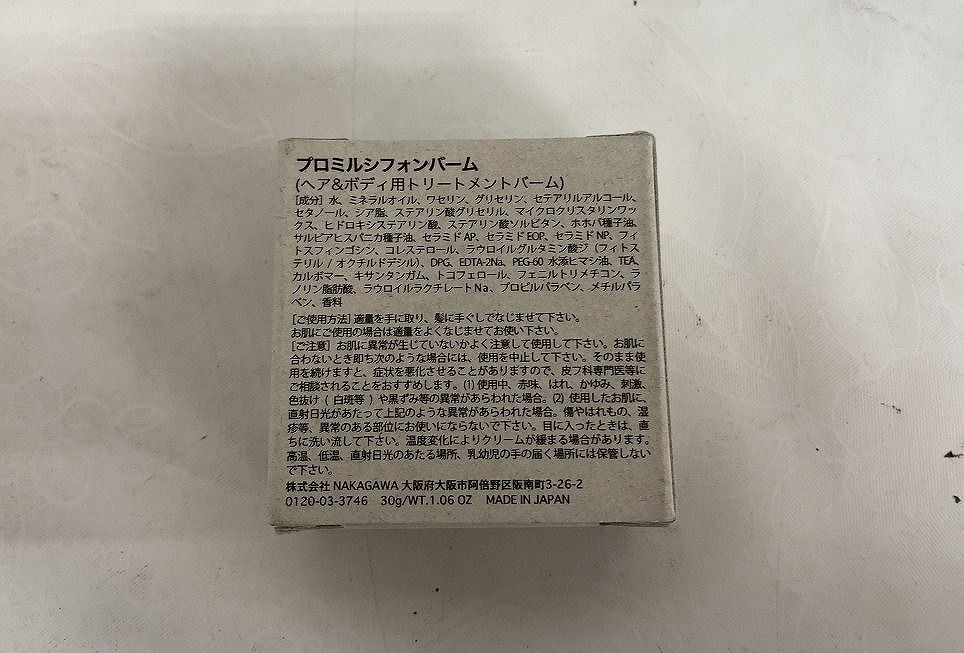 プロミルシフォンバーム
(ヘア&ボディ用トリートメントバーム)
[成分] 水、ミネラルオイル、ワセリン、グリセリン、セテアリルアルコール、
セタノール、シア脂、ステアリン酸グリセリル、マイクロクリスタリンワッ
クス、ヒドロキシステアリン酸、ステアリン酸ソルビタン、ホホバ種子油、
サルビアヒスパニカ種子油、セラミド AP、セラミド EOP、セラミド NP、フィ
トスフィンゴシン、コレステロール、ラウロイルグルタミン酸ジ（フィトス
テリル / オクチルドデシル）、DPG、EDTA-2Na、PEG-60 水添ヒマシ油、TEA、
カルボマー、キサンタンガム、トコフェロール、フェニルトリメチコン、ラ
ノリン脂肪酸、ラウロイルラクチレートNa、プロピルパラベン、メチルパラ
ベン、香料
[ご使用方法] 適量を手に取り、髪に手ぐしでなじませて下さい。
お肌にご使用の場合は適量をよくなじませてお使い下さい。
[ご注意] お肌に異常が生じていないかよく注意して使用して下さい。お肌に
合わないとき即ち次のような場合には、使用を中止して下さい。そのまま使
用を続けますと、症状を悪化させることがありますので、皮フ科専門医等に
ご相談されることをおすすめします。(1) 使用中、赤味、はれ、かゆみ、刺激、
色抜け ( 白斑等 ) や黒ずみ等の異常があらわれた場合。(2) 使用したお肌に、
直射日光があたって上記のような異常があらわれた場合。傷やはれもの、湿
疹等、異常のある部位にお使いにならないで下さい。目に入ったときは、直
ちに洗い流して下さい。温度変化によりクリームが緩まる場合があります。
高温、低温、直射日光のあたる場所、乳幼児の手の届く場所には保管しない
で下さい。
株式会社 NAKAGAWA 大阪府大阪市阿倍野区阪南町3-26-2
0120-03-3746 30g/WT.1.06 OZ MADE IN JAPAN